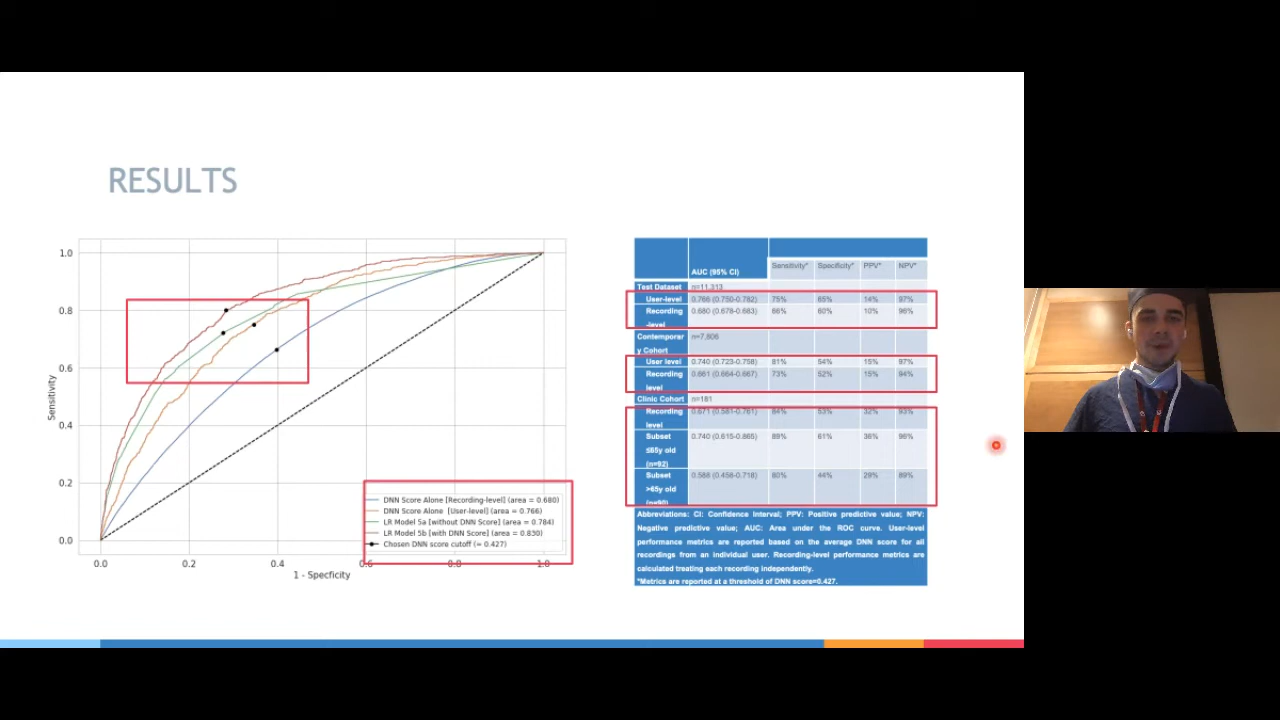 RESULTS
1.0
0.8
0.6
0.4
0.2
0.0
Sensitivity
0.0 0.2 0.4 0.6 0.8 1.0
1 - Specficity
DNN Score Alone [Recording-level] (area = 0.680)
DNN Score Alone [User-level] (area = 0.766)
LR Model 5a [without DNN Score] (area = 0.784)
LR Model 5b [with DNN Score] (area = 0.830)
Chosen DNN score cutoff (= 0.427)
AUC (95% CI) Sensitivity* Specificity* PPV* NPV*
Test Dataset n=11,313
User-level 0.766 (0.750-0.782) 75% 65% 14% 97%
Recording 0.680 (0.678-0.683) 66% 60% 10% 96%
-level
Contemporar n=7,806
y Cohort
User level 0.740 (0.723-0.758) 81% 54% 15% 97%
Recording 0.661 (0.664-0.667) 73% 52% 15% 94%
level
Clinic Cohort n=181
Recording 0.671 (0.581-0.761) 84% 53% 32% 93%
level
Subset 0.740 (0.615-0.865) 89% 61% 36% 96%
≤65y old
(n=92)
Subset 0.588 (0.458-0.718) 80% 44% 29% 89%
>65y old
(n=90)
Abbreviations: CI: Confidence Interval; PPV: Positive predictive value; NPV:
Negative predictive value; AUC: Area under the ROC curve. User-level
performance metrics are reported based on the average DNN score for all
recordings from an individual user. Recording-level performance metrics are
calculated treating each recording independently.
*Metrics are reported at a threshold of DNN score=0.427.